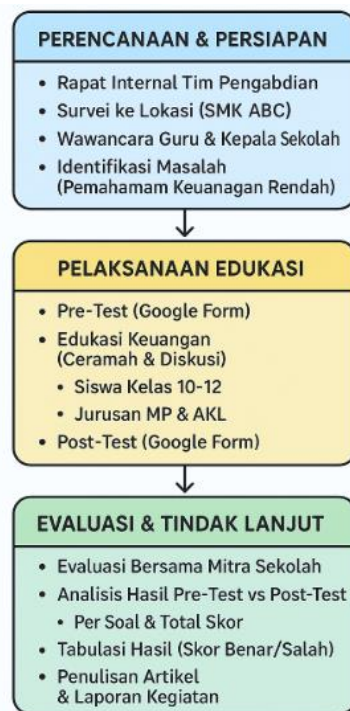 PERENCANAAN & PERSIAPAN
• Rapat Internal Tim Pengabdian
• Survei ke Lokasi (SMK ABC)
• Wawancara Guru & Kepala Sekolah
• Identifikasi Masalah
(Pemahamam Keuanagan Rendah)
PELAKSANAAN EDUKASI
• Pre-Test (Google Form)
• Edukasi Keuangan
(Ceramah & Diskusi)
• Siswa Kelas 10-12
• Jurusan MP & AKL
• Post-Test (Google Form)
EVALUASI & TINDAK LANJUT
• Evaluasi Bersama Mitra Sekolah
• Analisis Hasil Pre-Test vs Post-Test
• Per Soal & Total Skor
• Tabulasi Hasil (Skor Benar/Salah)
• Penulisan Artikel
& Laporan Kegiatan